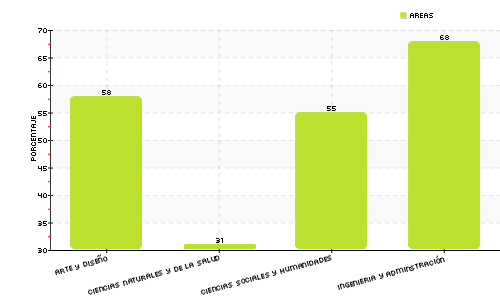 AREAS
70
65
60
55
50
45
40
35
30
PORCENTAJE
58
31
55
68
ARTE Y DISEÑO
CIENCIAS NATURALES Y DE LA SALUD
CIENCIAS SOCIALES Y HUMANIDADES
INGENIERIA Y ADMINSTRACIÓN